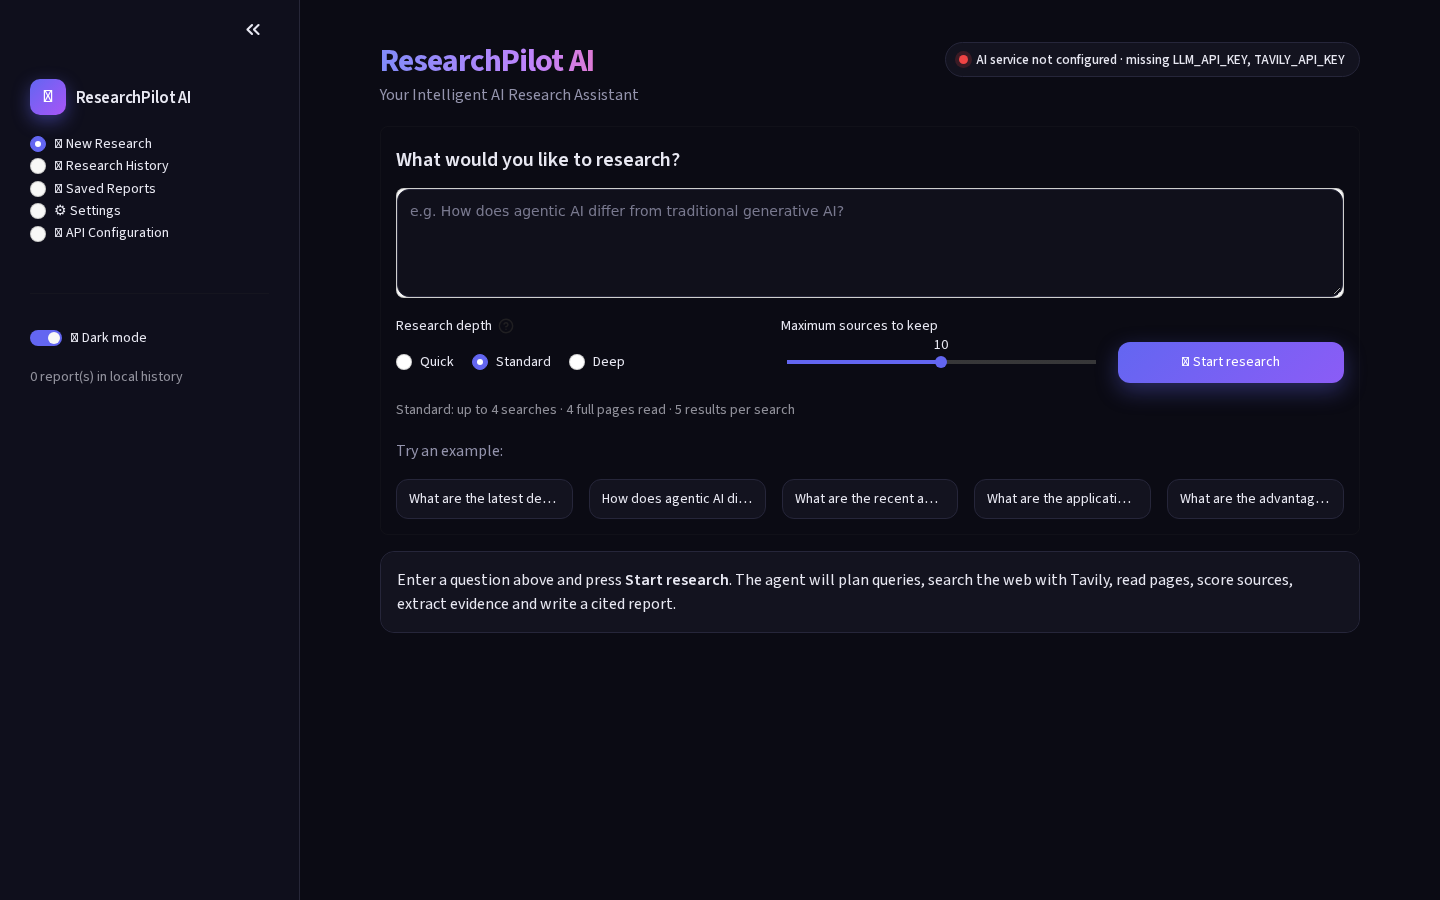 ResearchPilot AI
New Research
Research History
Saved Reports
⚙ Settings
API Configuration
Dark mode
0 report(s) in local history
ResearchPilot AI
AI service not configured · missing LLM_API_KEY, TAVILY_API_KEY
Your Intelligent AI Research Assistant
What would you like to research?
e.g. How does agentic AI differ from traditional generative AI?
Research depth
Maximum sources to keep
10
Quick
Standard
Deep
Start research
Standard: up to 4 searches · 4 full pages read · 5 results per search
Try an example:
What are the latest de…
How does agentic AI di…
What are the recent a…
What are the applicati…
What are the advantag…
Enter a question above and press Start research. The agent will plan queries, search the web with Tavily, read pages, score sources,
extract evidence and write a cited report.